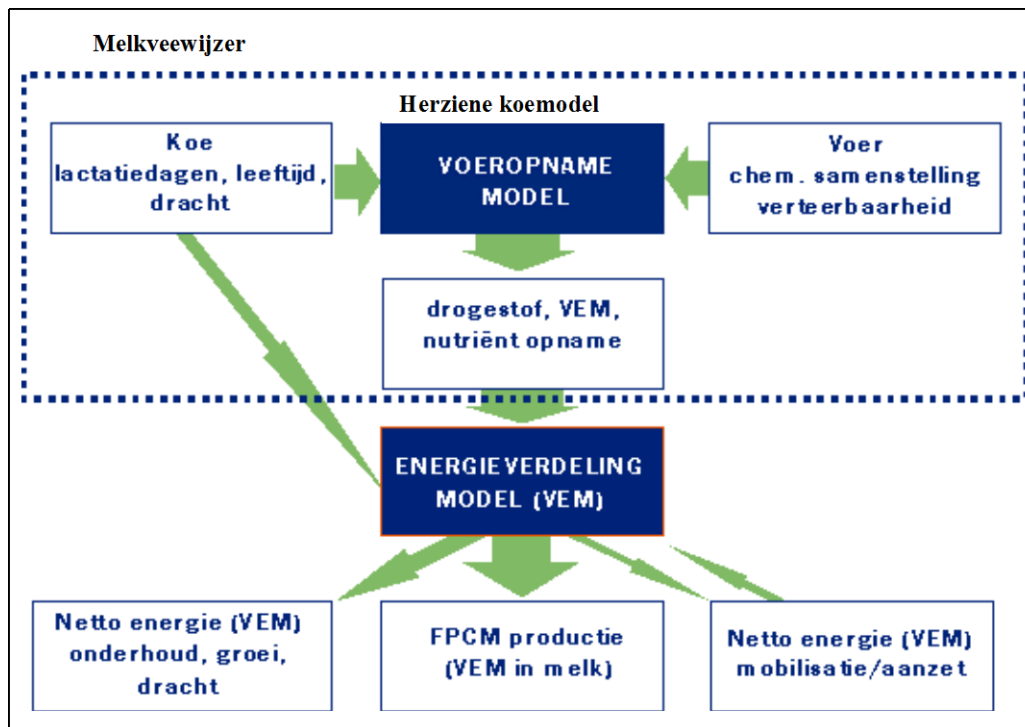 Melkveewijzer
Herziene koemodel
Koe
lactatiedagen, leeftijd,
dracht
VOEROPNAME
MODEL
Voer
chem. samenstelling
verteerbaarheid
drogestof, VEM,
nutriënt opname
ENERGIEVERDELING
MODEL (VEM)
Netto energie (VEM)
onderhoud, groei,
dracht
FPCM productie
(VEM in melk)
Netto energie (VEM)
mobilisatie/aanzet